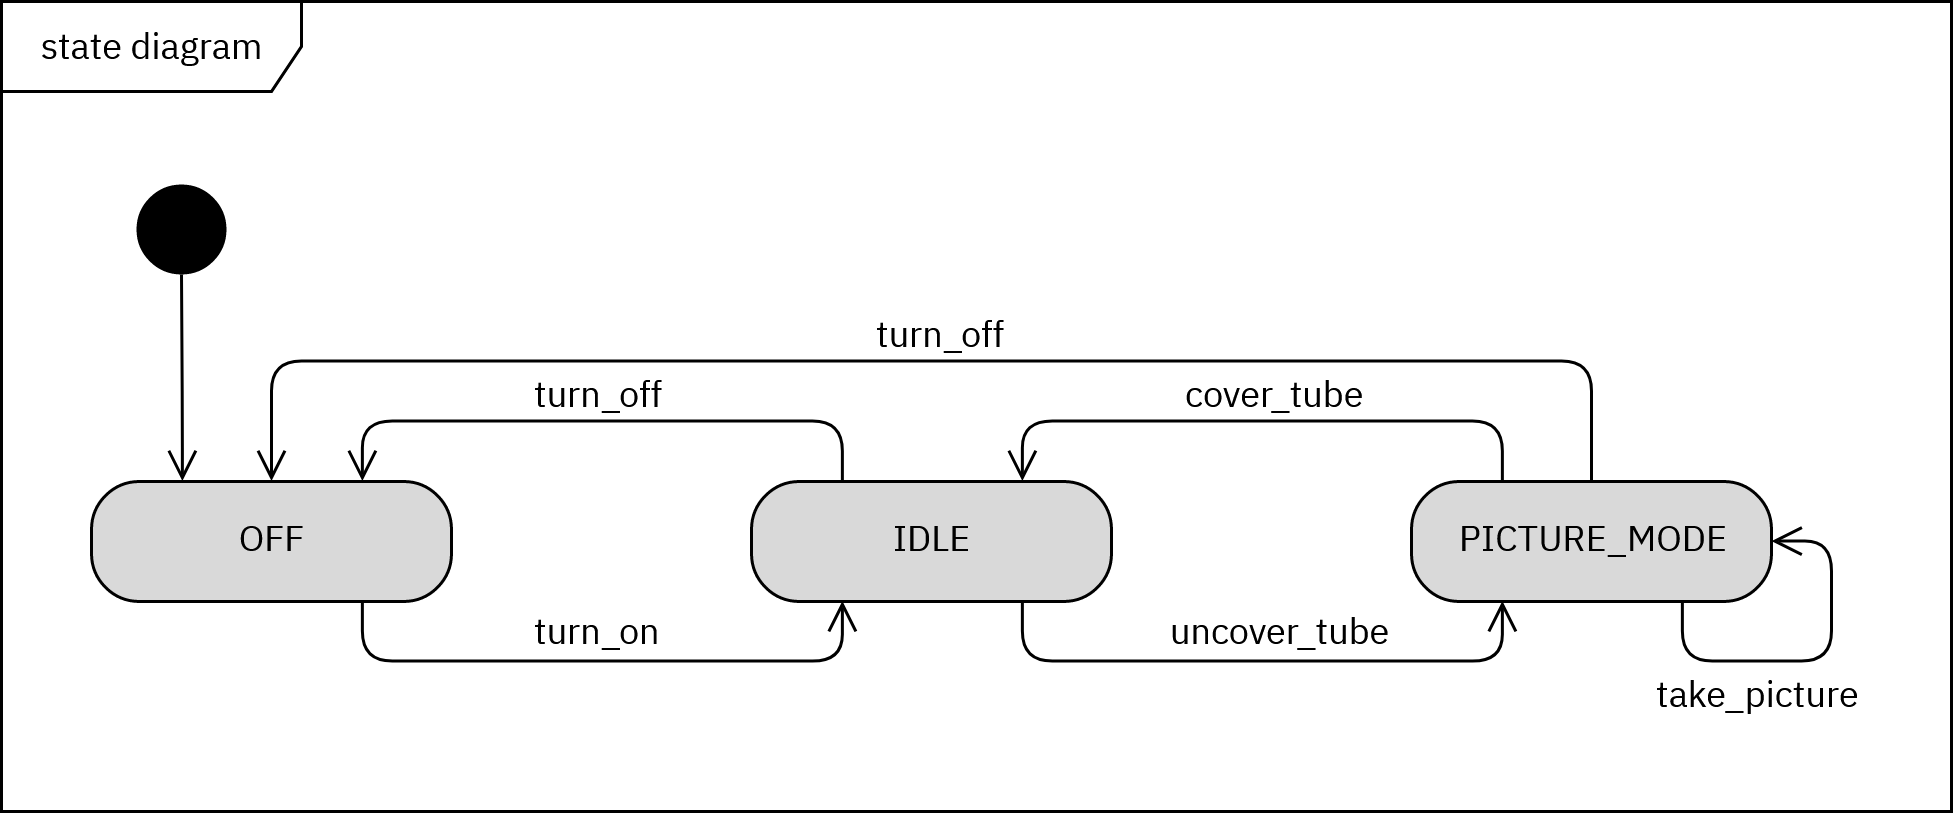 state diagram
turn_off
turn_off
cover_tube
OFF
IDLE
PICTURE_MODE
turn_on
uncover_tube
take_picture